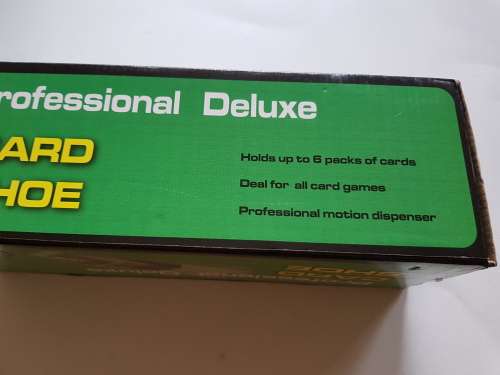 rofessional Deluxe
ARD
HOE
Holds up to 6 packs of cards
Deal for all card games
Professional motion dispenser